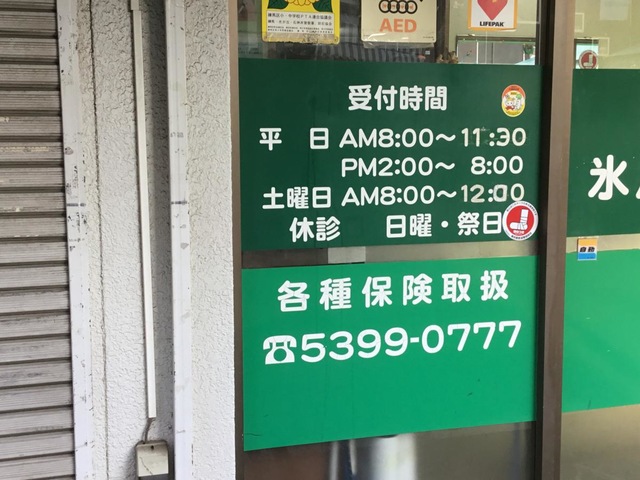 AED
LIFEPAK
受付時間
平 日 AM8:00〜11:30
PM2:00〜 8:00
土曜日 AM8:00〜12:00
休診 日曜・祭日
各種保険取扱
☎5399-0777
氷
自動